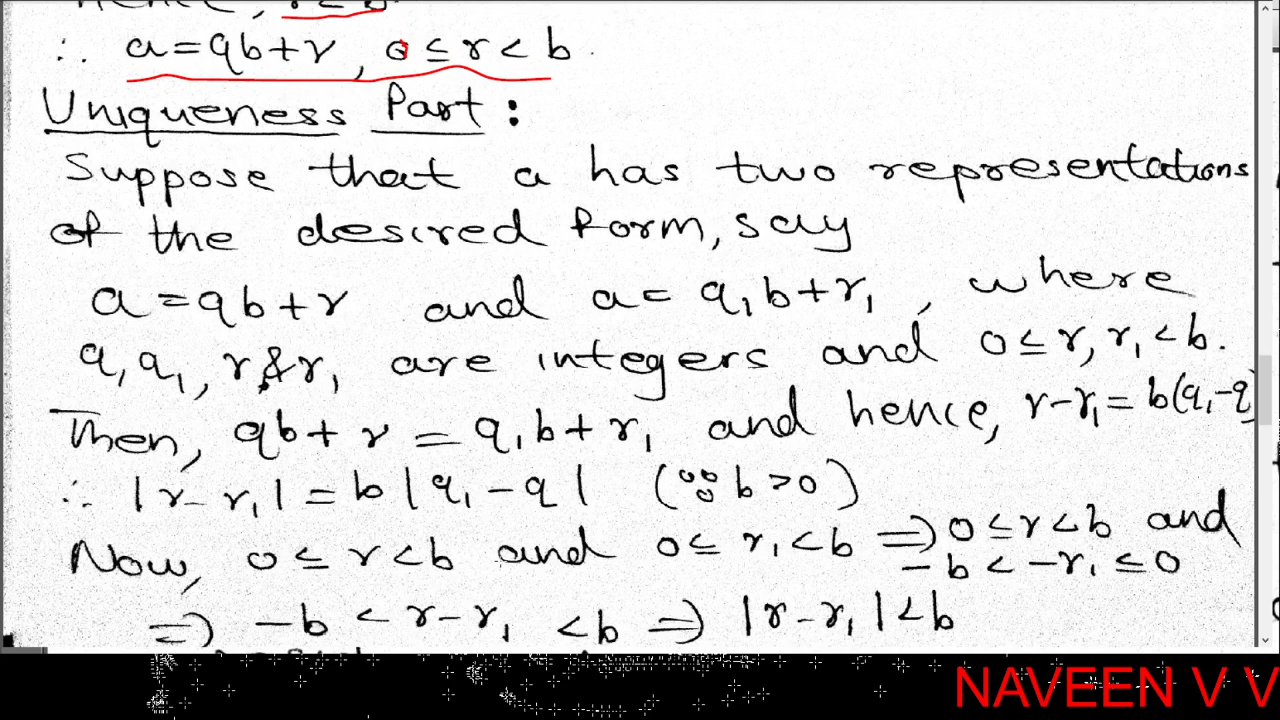 hence, r < b
∴ a = qb + r, 0 ≤ r < b.
Uniqueness Part :
Suppose that a has two representations
of the desired form, say
a = qb + r and a = q₁b + r₁, where
q, q₁, r & r₁ are integers and 0 ≤ r, r₁ < b.
Then, qb + r = q₁b + r₁ and hence, r - r₁ = b(q₁ - q)
∴ |r - r₁| = b |q₁ - q| (∵ b > 0)
Now, 0 ≤ r < b and 0 ≤ r₁ < b ⇒ 0 ≤ r < b and
- b < - r₁ ≤ 0
⇒ - b < r - r₁ < b ⇒ |r - r₁| < b
NAVEEN V V